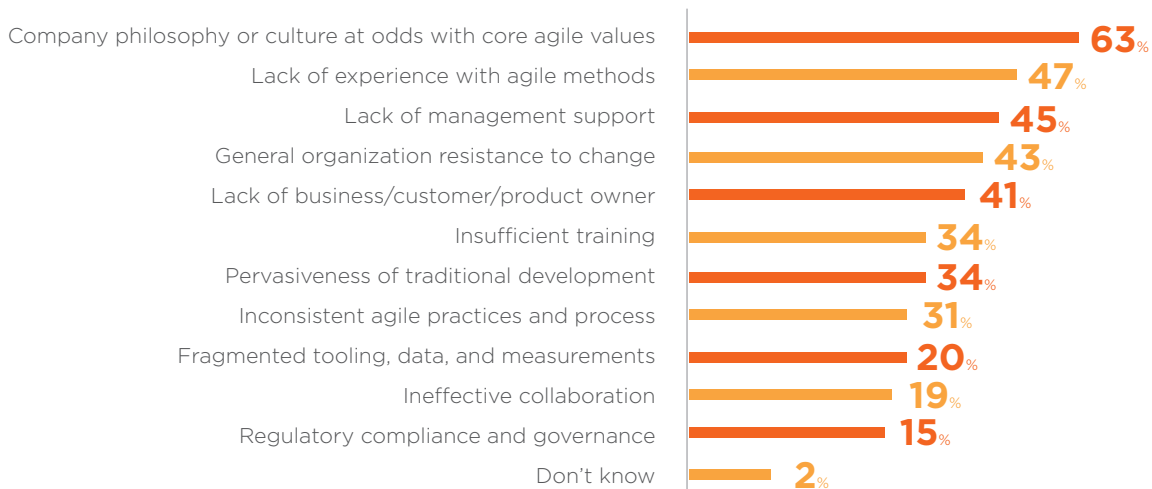 Company philosophy or culture at odds with core agile values 63%
Lack of experience with agile methods 47%
Lack of management support 45%
General organization resistance to change 43%
Lack of business/customer/product owner 41%
Insufficient training 34%
Pervasiveness of traditional development 34%
Inconsistent agile practices and process 31%
Fragmented tooling, data, and measurements 20%
Ineffective collaboration 19%
Regulatory compliance and governance 15%
Don’t know 2%